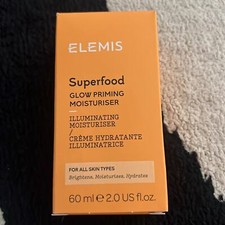 ELEMIS
Superfood
GLOW PRIMING
MOISTURISER
ILLUMINATING
MOISTURISER
/
CRÈME HYDRATANTE
ILLUMINATRICE
FOR ALL SKIN TYPES
Brightens, Moisturises, Hydrates
60 ml ℮ 2.0 US fl.oz.